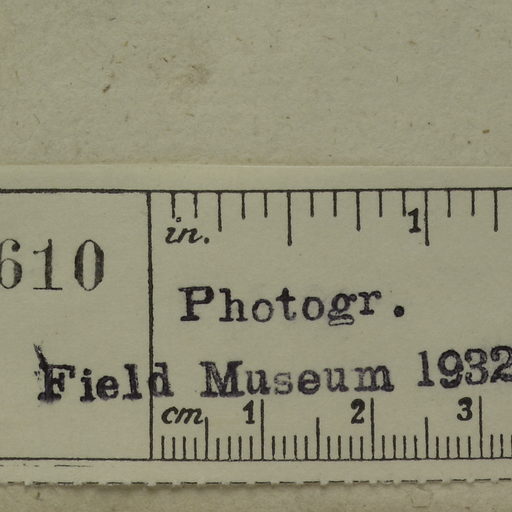 in. 1
610
Photogr.
Field Museum 1932
cm 1 2 3